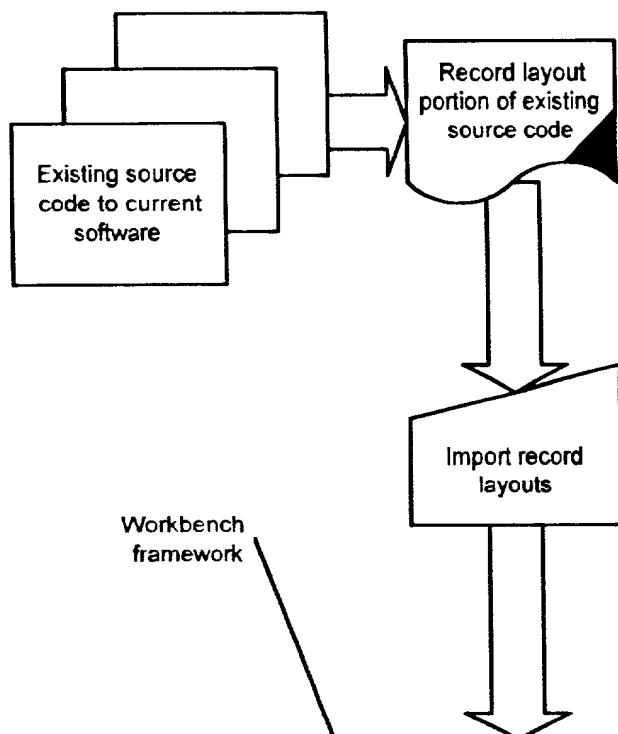 Record layout
portion of existing
source code
Existing source
code to current
software
Import record
layouts
Workbench
framework